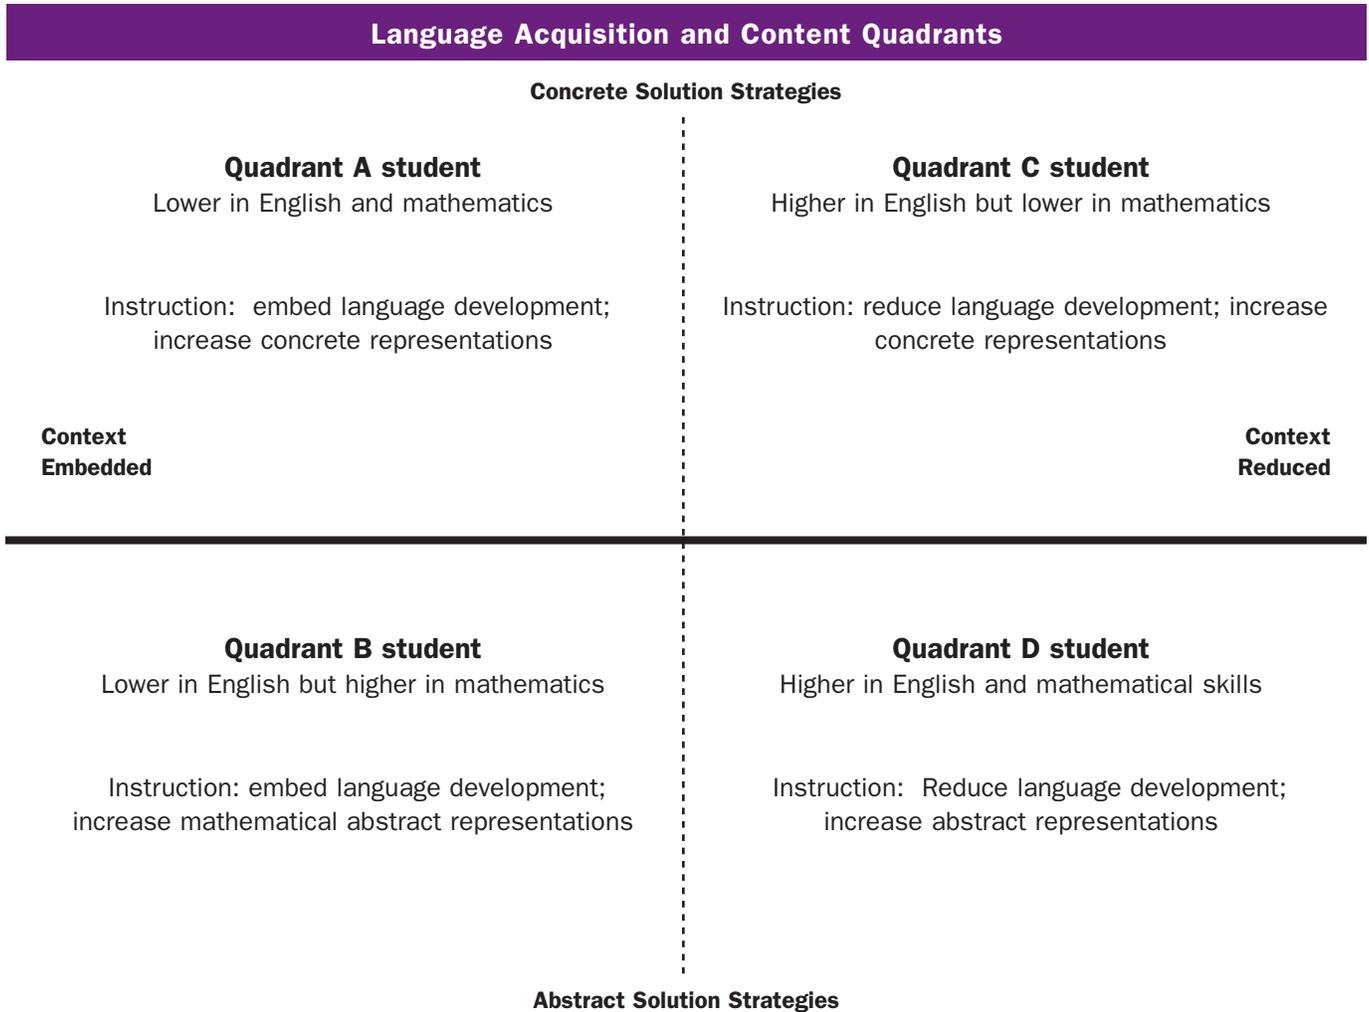 Language Acquisition and Content Quadrants
Concrete Solution Strategies
Quadrant A student
Lower in English and mathematics
Instruction:  embed language development;
increase concrete representations
Quadrant C student
Higher in English but lower in mathematics
Instruction: reduce language development; increase
concrete representations
Context
Embedded
Context
Reduced
Quadrant B student
Lower in English but higher in mathematics
Instruction: embed language development;
increase mathematical abstract representations
Quadrant D student
Higher in English and mathematical skills
Instruction:  Reduce language development;
increase abstract representations
Abstract Solution Strategies